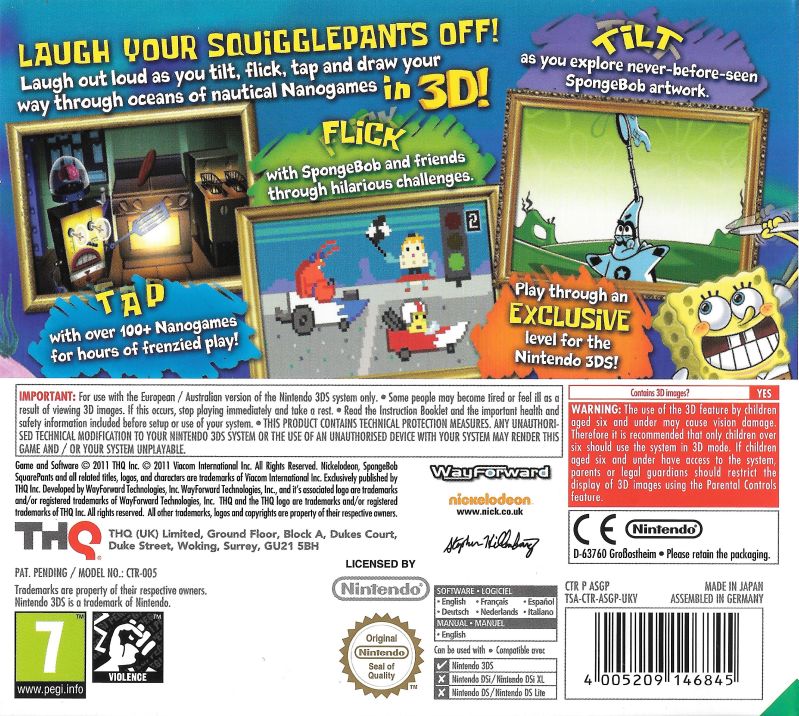 LAUGH YOUR SQUIGGLEPANTS OFF!
Laugh out loud as you tilt, flick, tap and draw your
way through oceans of nautical Nanogames in 3D!
TILT
as you explore never-before-seen
SpongeBob artwork.
FLICK
with SpongeBob and friends
through hilarious challenges.
2
TAP
with over 100+ Nanogames
for hours of frenzied play!
Play through an
EXCLUSIVE
level for the
Nintendo 3DS!
IMPORTANT: For use with the European / Australian version of the Nintendo 3DS system only. • Some people may become tired or feel ill as a
result of viewing 3D images. If this occurs, stop playing immediately and take a rest. • Read the Instruction Booklet and the important health and
safety information included before setup or use of your system. • THIS PRODUCT CONTAINS TECHNICAL PROTECTION MEASURES. ANY UNAUTHORI-
SED TECHNICAL MODIFICATION TO YOUR NINTENDO 3DS SYSTEM OR THE USE OF AN UNAUTHORISED DEVICE WITH YOUR SYSTEM MAY RENDER THIS
GAME AND / OR YOUR SYSTEM UNPLAYABLE.
Contains 3D images? YES
WARNING: The use of the 3D feature by children
aged six and under may cause vision damage.
Therefore it is recommended that only children over
six should use the system in 3D mode. If children
aged six and under have access to the system,
parents or legal guardians should restrict the
display of 3D images using the Parental Controls
feature.
Game and Software © 2011 THQ Inc. © 2011 Viacom International Inc. All Rights Reserved. Nickelodeon, SpongeBob
SquarePants and all related titles, logos, and characters are trademarks of Viacom International Inc. Exclusively published by
THQ Inc. Developed by WayForward Technologies, Inc. WayForward Technologies, Inc., and it's associated logo are trademarks
and/or registered trademarks of WayForward Technologies, Inc. THQ and the THQ logo are trademarks and/or registered
trademarks of THQ Inc. All rights reserved. All other trademarks, logos and copyrights are property of their respective owners.
WayForward
nickelodeon
www.nick.co.uk
Stephen Hillenburg
THQ
THQ (UK) Limited, Ground Floor, Block A, Dukes Court,
Duke Street, Woking, Surrey, GU21 5BH
CE
Nintendo
D-63760 Großostheim • Please retain the packaging.
PAT. PENDING / MODEL NO.: CTR-005
Trademarks are property of their respective owners.
Nintendo 3DS is a trademark of Nintendo.
LICENSED BY
Nintendo
Original
Nintendo
Seal of
Quality
TM
7
www.pegi.info
TM
VIOLENCE
SOFTWARE • LOGICIEL
• English • Français • Español
• Deutsch • Nederlands • Italiano
MANUAL • MANUEL
• English
Can be used with • Compatible avec
Nintendo 3DS
Nintendo DSi/Nintendo DSi XL
Nintendo DS/Nintendo DS Lite
CTR P ASGP
TSA-CTR-ASGP-UKV
MADE IN JAPAN
ASSEMBLED IN GERMANY
4 005209 146845